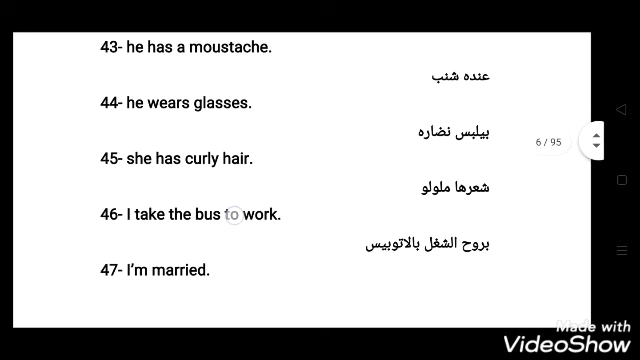 43- he has a moustache.
عنده شنب
44- he wears glasses.
بيلبس نضاره
45- she has curly hair.
شعرها ملولو
6 / 95
46- I take the bus to work.
بروح الشغل بالاتوبيس
47- I'm married.
Made with
VideoShow